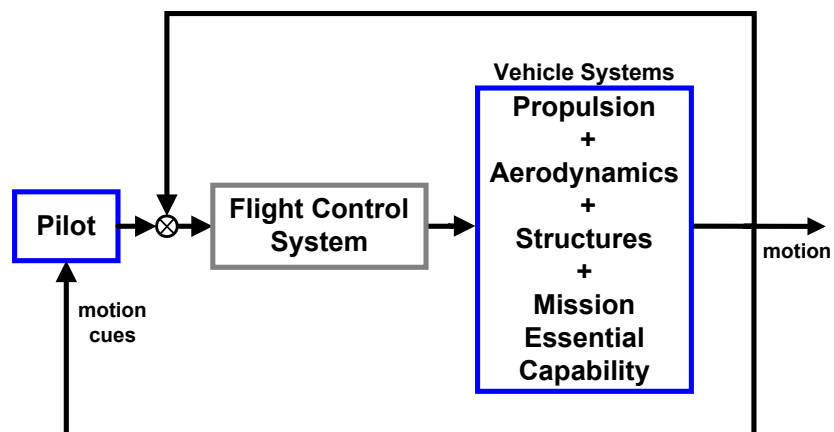 Vehicle Systems
Propulsion
+
Aerodynamics
+
Structures
+
Mission
Essential
Capability
Pilot
Flight Control
System
motion
motion
cues